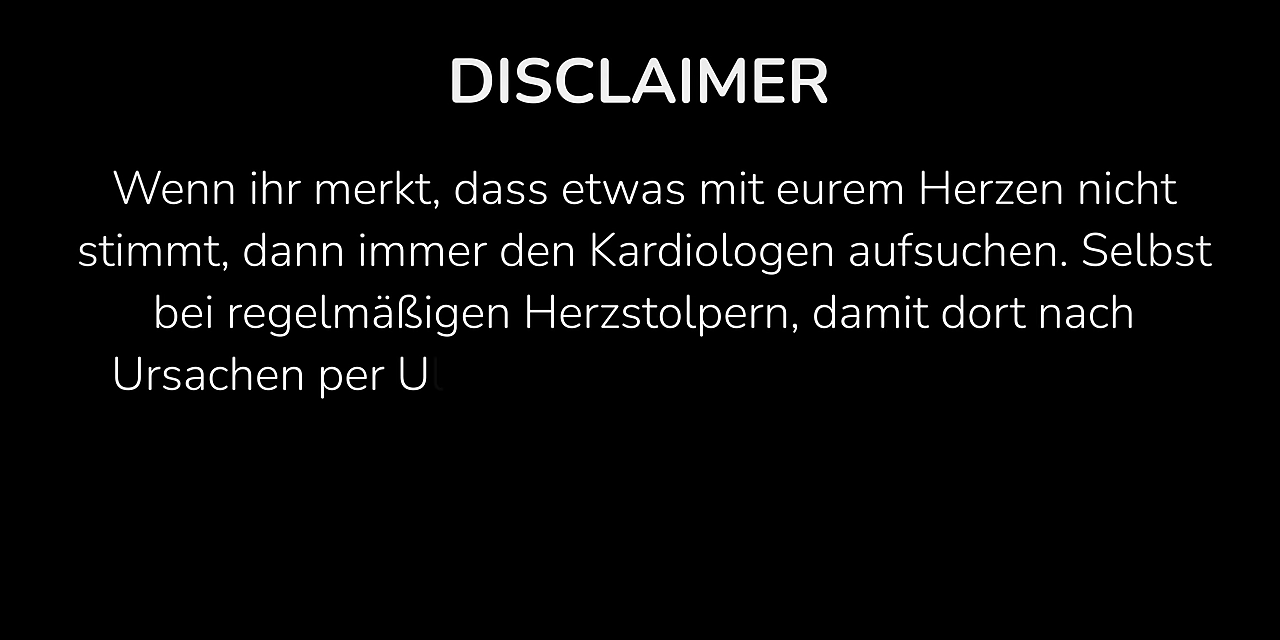 DISCLAIMER
Wenn ihr merkt, dass etwas mit eurem Herzen nicht
stimmt, dann immer den Kardiologen aufsuchen. Selbst
bei regelmäßigen Herzstolpern, damit dort nach
Ursachen per Ul